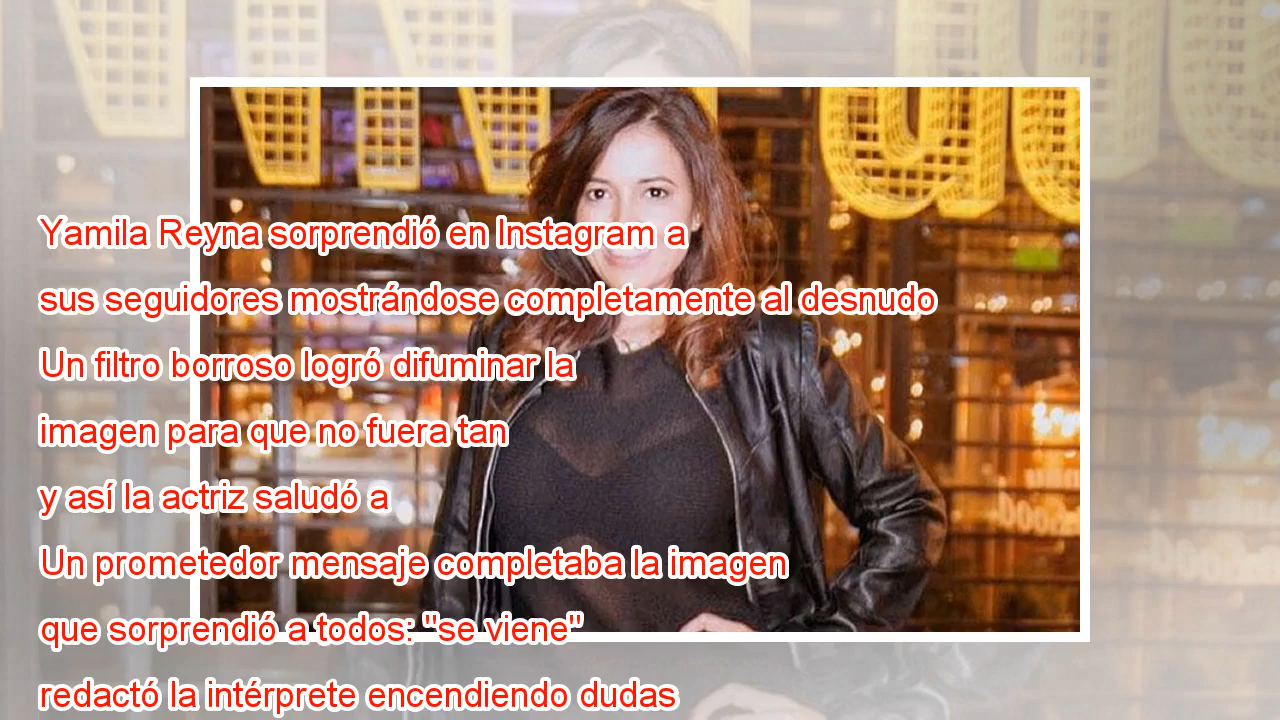 Yamila Reyna sorprendió en Instagram a
sus seguidores mostrándose completamente al desnudo
Un filtro borroso logró difuminar la
imagen para que no fuera tan
y así la actriz saludó a
Un prometedor mensaje completaba la imagen
que sorprendió a todos: "se viene"
redactó la intérprete encendiendo dudas